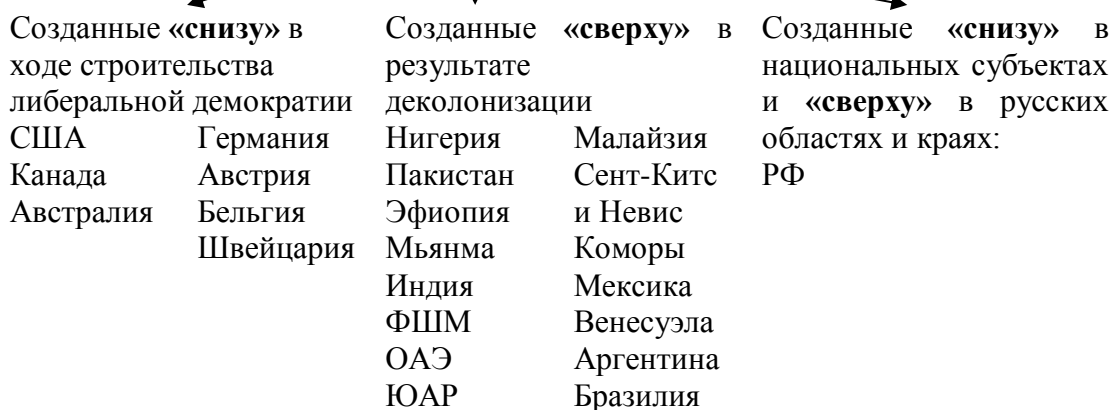 Созданные «снизу» в
ходе строительства
либеральной демократии
США Германия
Канада Австрия
Австралия Бельгия
Швейцария
Созданные «сверху» в
результате
деколонизации
Нигерия Малайзия
Пакистан Сент-Китс
Эфиопия и Невис
Мьянма Коморы
Индия Мексика
ФШМ Венесуэла
ОАЭ Аргентина
ЮАР Бразилия
Созданные «снизу» в
национальных субъектах
и «сверху» в русских
областях и краях:
РФ